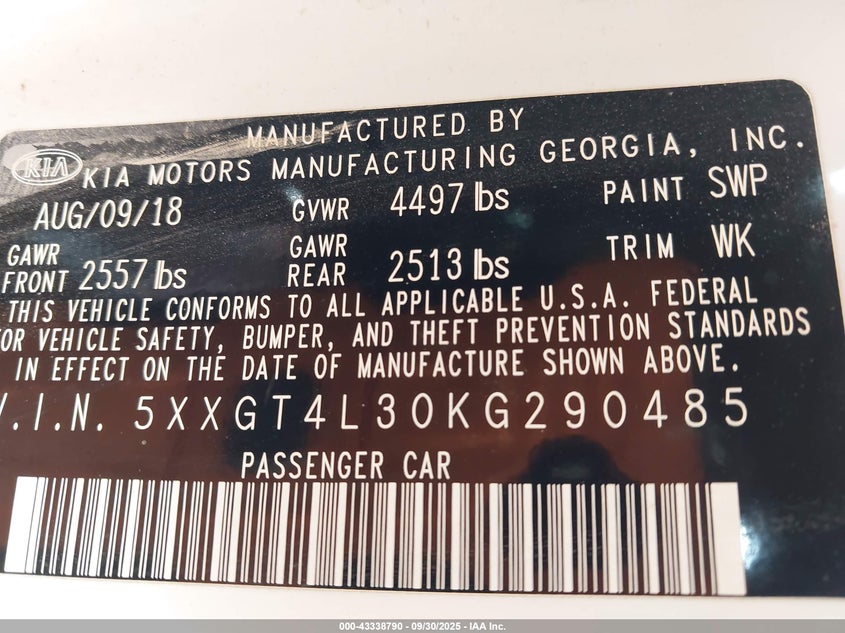 MANUFACTURED BY
KIA KIA MOTORS MANUFACTURING GEORGIA, INC.
AUG/09/18 GVWR 4497 lbs PAINT SWP
GAWR FRONT 2557 lbs GAWR REAR 2513 lbs TRIM WK
THIS VEHICLE CONFORMS TO ALL APPLICABLE U.S.A. FEDERAL
OR VEHICLE SAFETY, BUMPER, AND THEFT PREVENTION STANDARDS
IN EFFECT ON THE DATE OF MANUFACTURE SHOWN ABOVE.
V.I.N. 5XXGT4L30KG290485
PASSENGER CAR
000-43338790 - 09/30/2025 - IAA Inc.